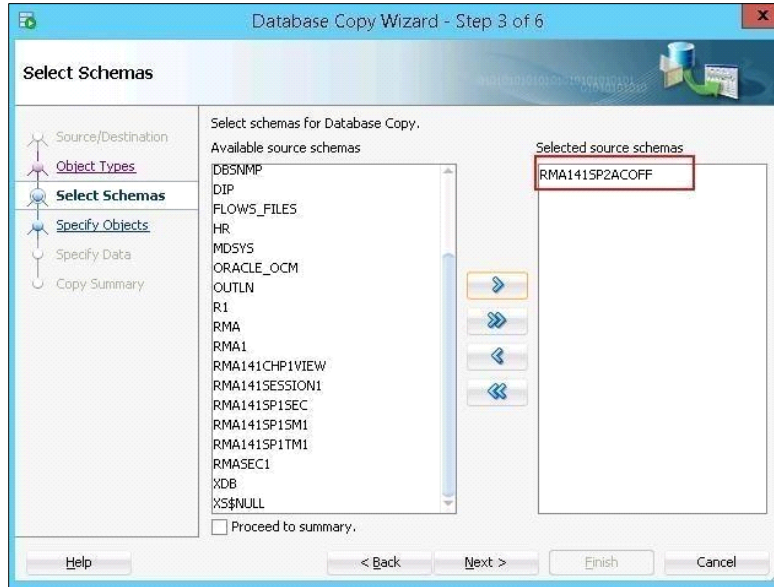 Database Copy Wizard - Step 3 of 6
x
Select Schemas
Source/Destination
Object Types
Select Schemas
Specify Objects
Specify Data
Copy Summary
Select schemas for Database Copy.
Available source schemas
DBSNMP
DIP
FLOWS_FILES
HR
MDSYS
ORACLE_OCM
OUTLN
R1
RMA
RMA1
RMA141CHP1VIEW
RMA141SESSION1
RMA141SP1SEC
RMA141SP1SM1
RMA141SP1TM1
RMASEC1
XDB
XS$NULL
Selected source schemas
RMA141SP2ACOFF
Proceed to summary.
Help
< Back
Next >
Finish
Cancel